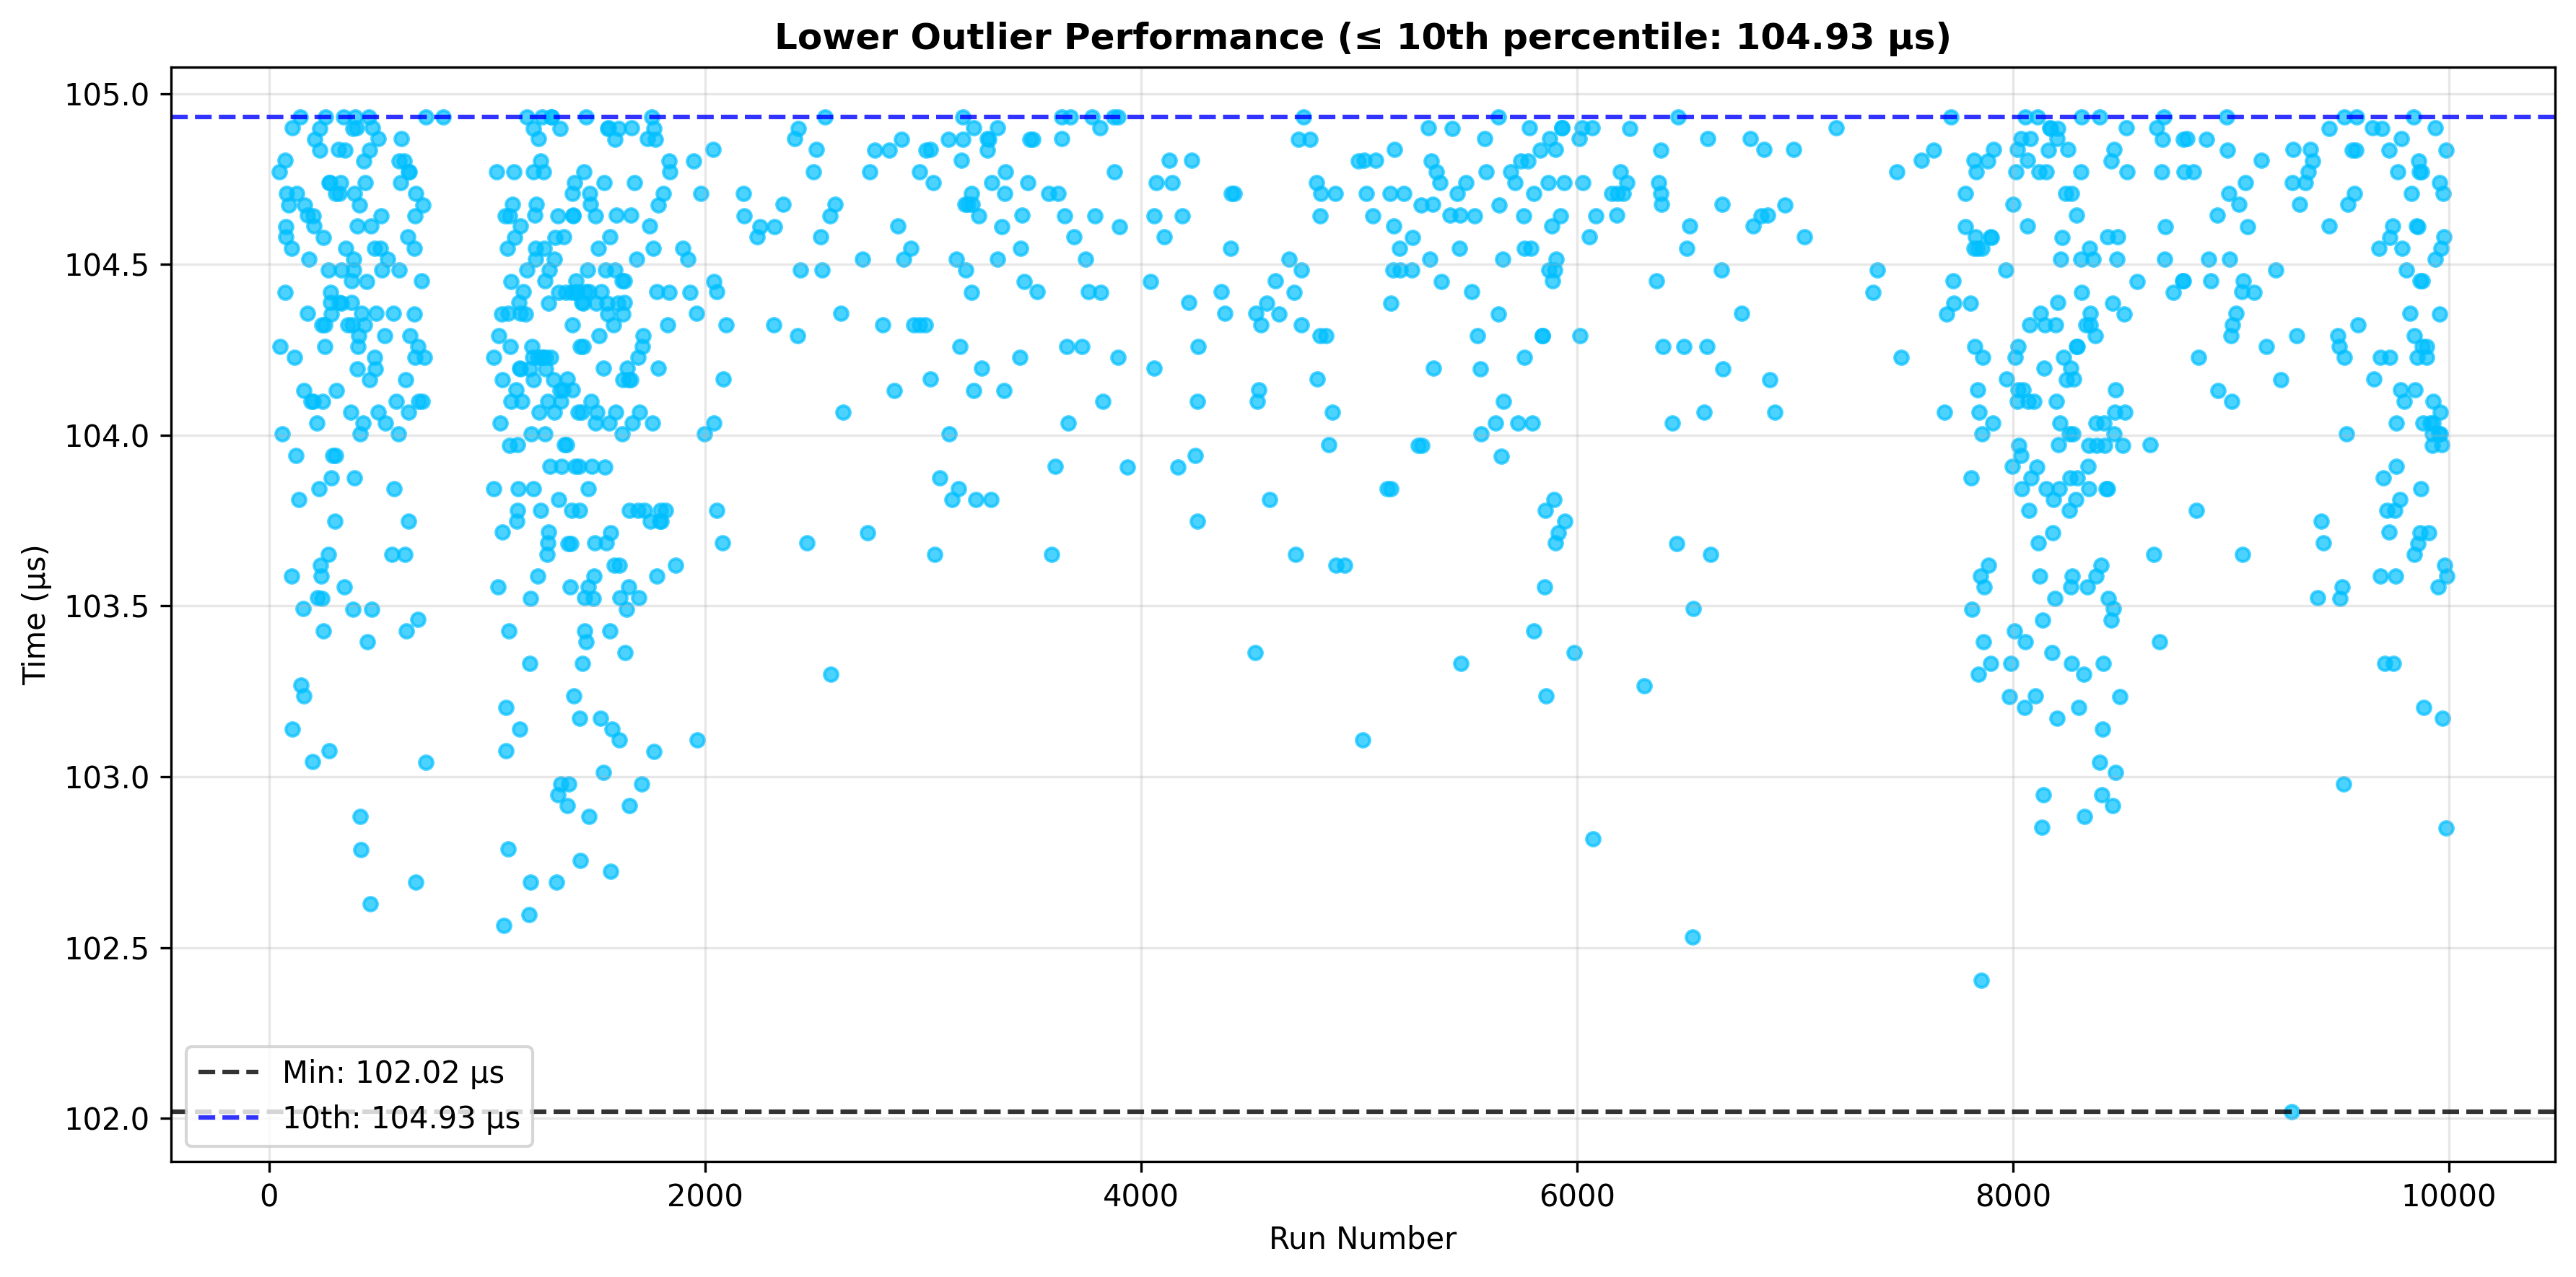 Lower Outlier Performance (≤ 10th percentile: 104.93 µs)
105.0
104.5
104.0
103.5
103.0
102.5
102.0
Time (µs)
Min: 102.02 µs
10th: 104.93 µs
0
2000
4000
6000
8000
10000
Run Number